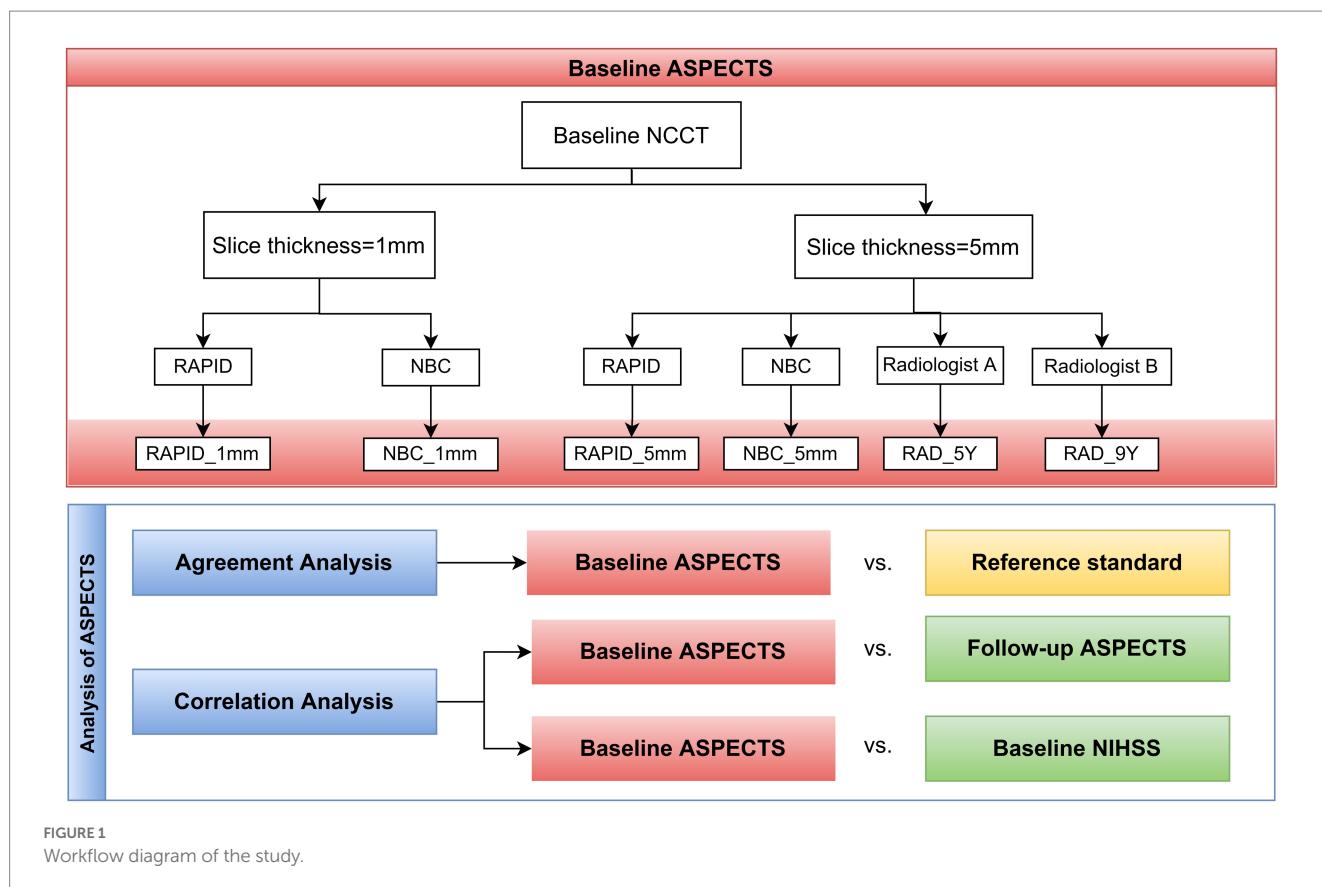 Baseline ASPECTS
Baseline NCCT
Slice thickness=1mm
Slice thickness=5mm
RAPID
NBC
RAPID
NBC
Radiologist A
Radiologist B
RAPID_1mm
NBC_1mm
RAPID_5mm
NBC_5mm
RAD_5Y
RAD_9Y
Analysis of ASPECTS
Agreement Analysis
Baseline ASPECTS
vs.
Reference standard
Correlation Analysis
Baseline ASPECTS
vs.
Follow-up ASPECTS
Baseline ASPECTS
vs.
Baseline NIHSS
FIGURE 1
Workflow diagram of the study.